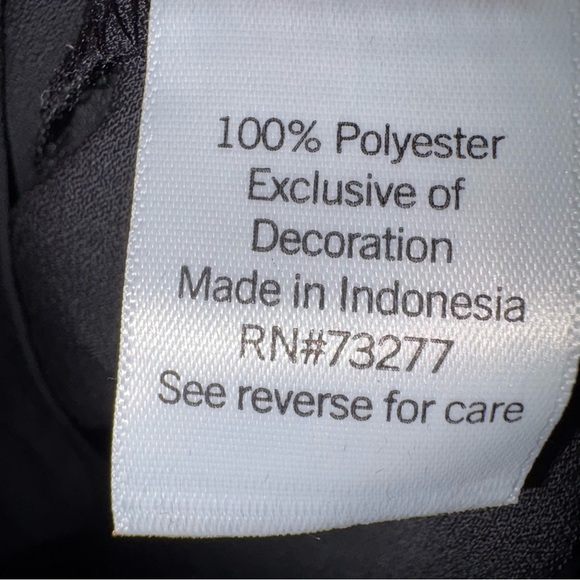 100% Polyester
Exclusive of
Decoration
Made in Indonesia
RN#73277
See reverse for care